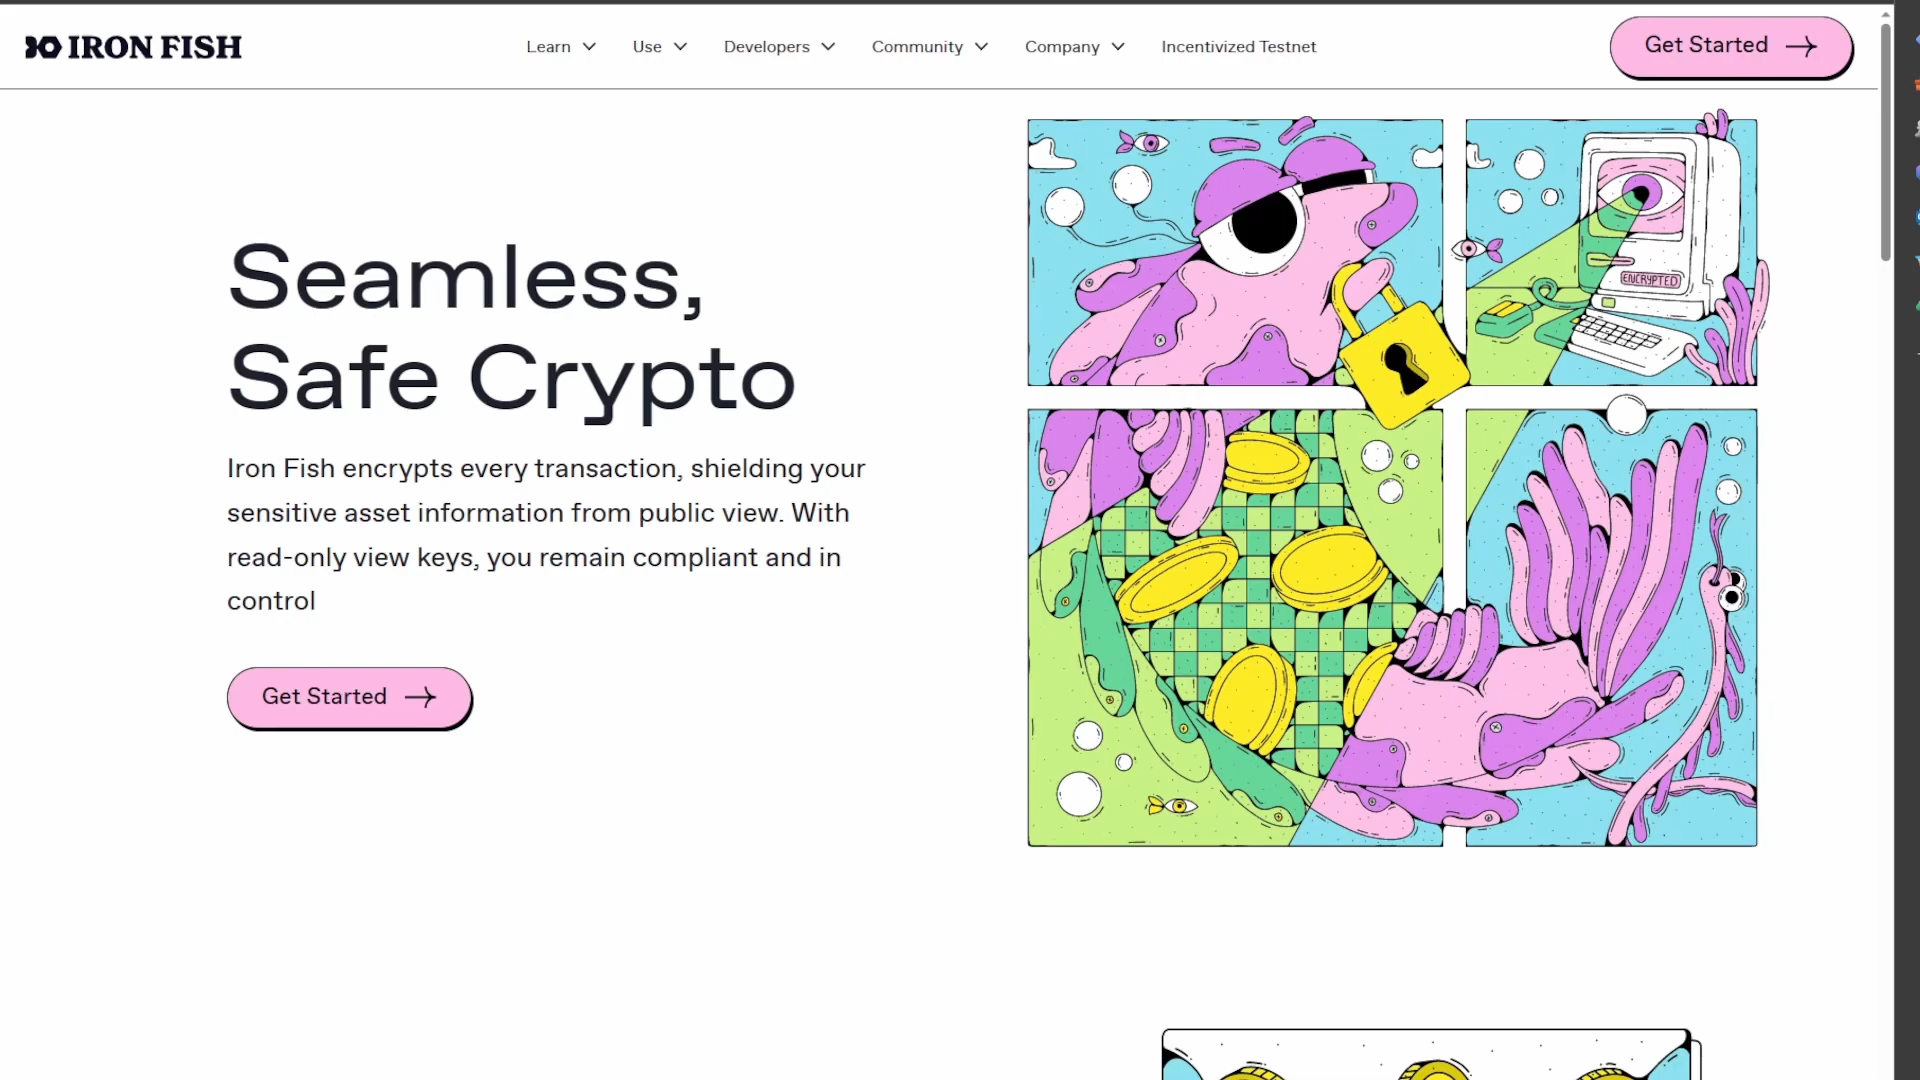 IRON FISH
Learn
Use
Developers
Community
Company
Incentivized Testnet
Get Started
Seamless,
Safe Crypto
Iron Fish encrypts every transaction, shielding your
sensitive asset information from public view. With
read-only view keys, you remain compliant and in
control
Get Started
ENCRYPTED